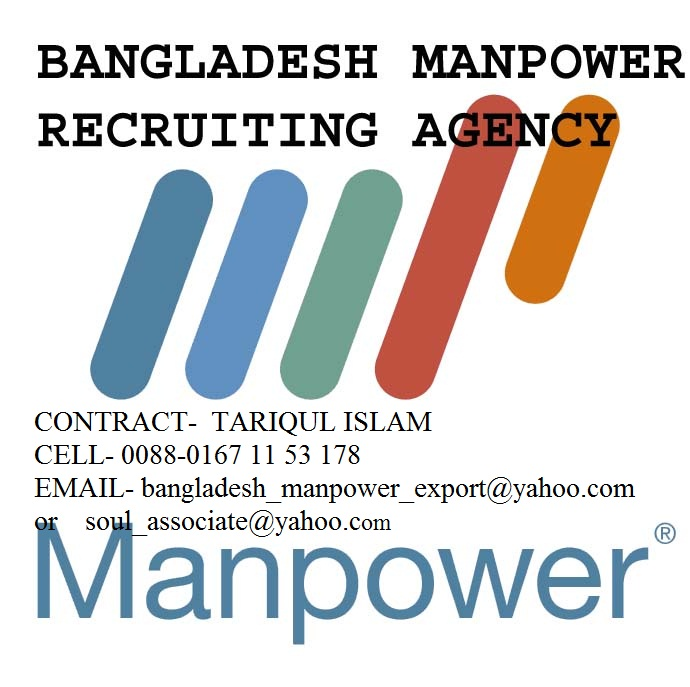 BANGLADESH MANPOWER
RECRUITING AGENCY
CONTRACT- TARIQUL ISLAM
CELL- 0088-0167 11 53 178
EMAIL- bangladesh_manpower_export@yahoo.com
or soul_associate@yahoo.com
Manpower®